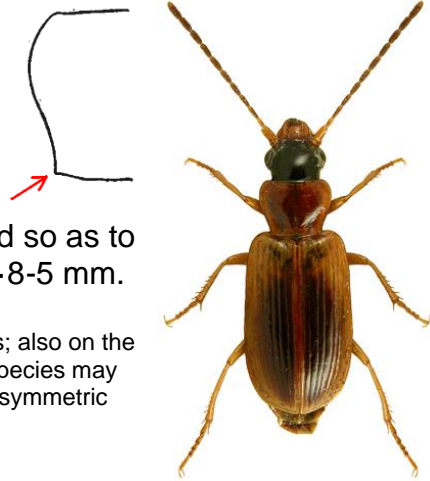 d so as to
·8-5 mm.
s; also on the
pecies may
symmetric